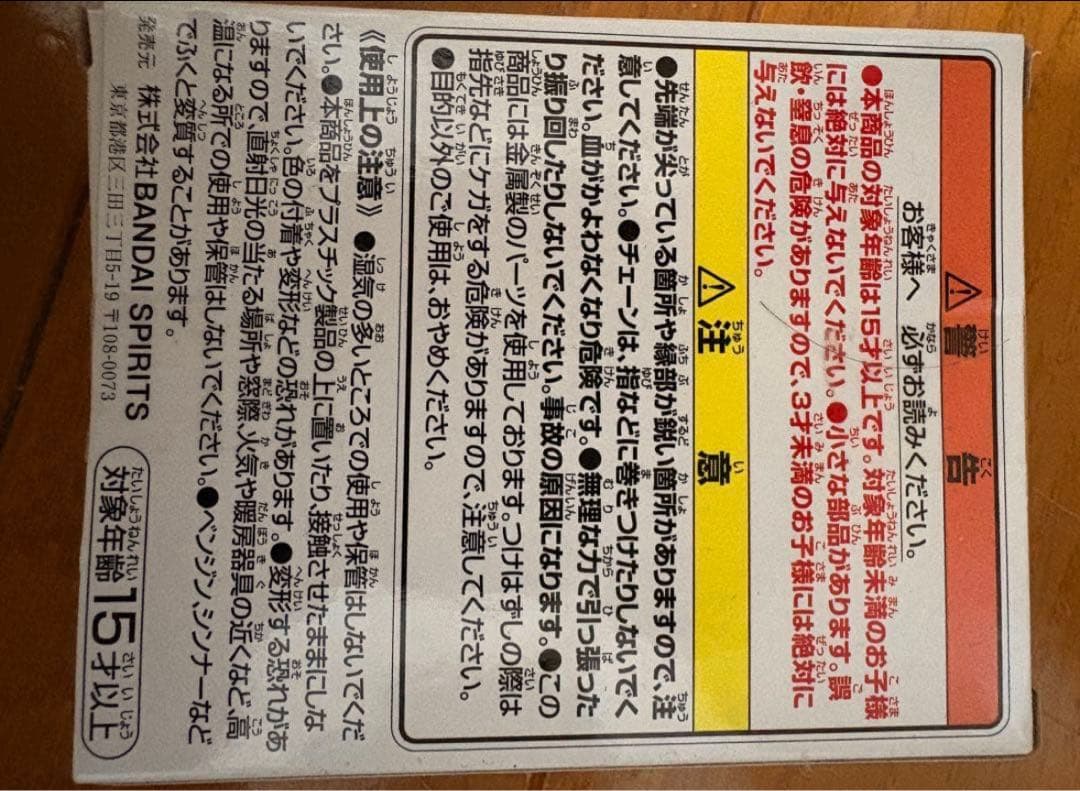 ⚠警告
お客様へ 必ずお読みください。
●本商品の対象年齢は15才以上です。対象年齢未満のお子様
には絶対に与えないでください。●小さな部品があります。誤
飲・窒息の危険がありますので、3才未満のお子様には絶対に
与えないでください。
⚠注意
●先端が尖っている箇所や縁部が鋭い箇所がありますので、注
意してください。●チェーンは、指などに巻きつけたりしないでく
ださい。血がかよわなくなり危険です。●無理な力で引っ張った
り振り回したりしないでください。事故の原因になります。●この
商品には金属製のパーツを使用しております。つけはずしの際は
指先などにケガをする危険がありますので、注意してください。
●目的以外のご使用は、おやめください。
《使用上の注意》●湿気の多いところでの使用や保管はしないでくだ
さい。●本商品をプラスチック製品の上に置いたり、接触させたままにしな
いでください。色の付着や変形などの恐れがあります。●変形する恐れがあ
りますので、直射日光の当たる場所や窓際、火気や暖房器具の近くなど、高
温になる所での使用や保管はしないでください。●ベンジン、シンナーなど
でふくと変質することがあります。
発売元 株式会社BANDAI SPIRITS
東京都港区三田三丁目5-19 〒108-0073
対象年齢15才以上